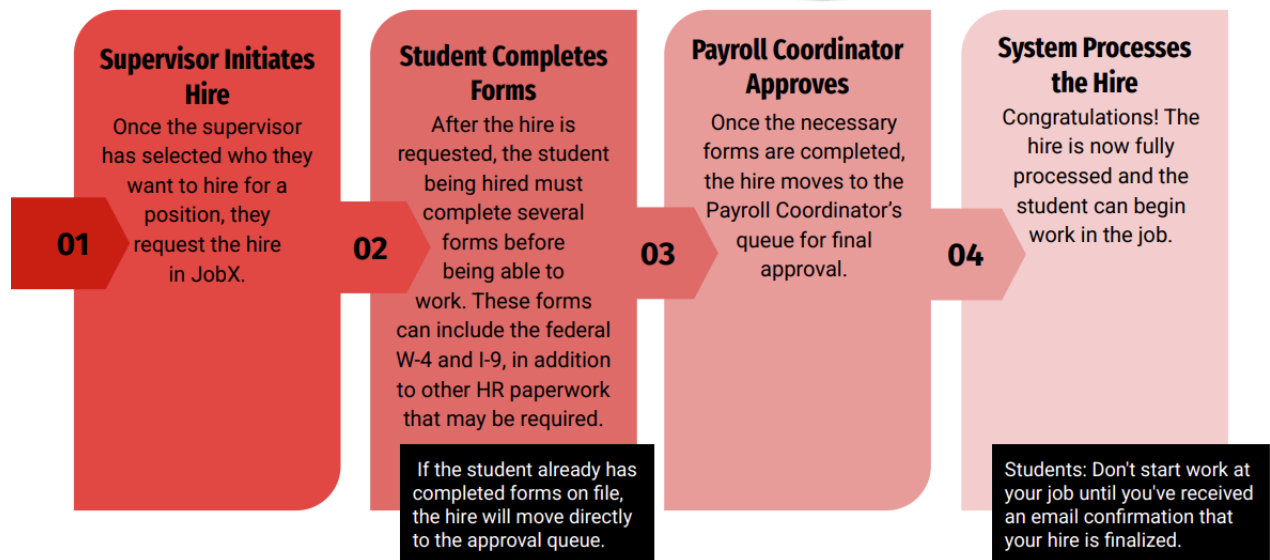 01
Supervisor Initiates
Hire
Once the supervisor
has selected who they
want to hire for a
position, they
request the hire
in JobX.
02
Student Completes
Forms
After the hire is
requested, the student
being hired must
complete several
forms before
being able to
work. These forms
can include the federal
W-4 and I-9, in addition
to other HR paperwork
that may be required.
If the student already has
completed forms on file,
the hire will move directly
to the approval queue.
03
Payroll Coordinator
Approves
Once the necessary
forms are completed,
the hire moves to the
Payroll Coordinator’s
queue for final
approval.
04
System Processes
the Hire
Congratulations! The
hire is now fully
processed and the
student can begin
work in the job.
Students: Don't start work at
your job until you've received
an email confirmation that
your hire is finalized.